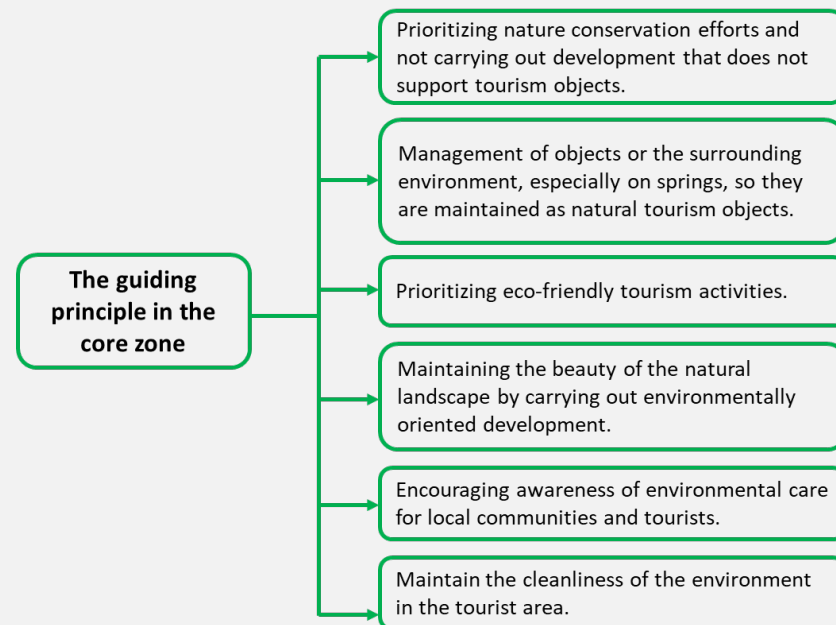 The guiding
principle in the
core zone
Prioritizing nature conservation efforts and
not carrying out development that does not
support tourism objects.
Management of objects or the surrounding
environment, especially on springs, so they
are maintained as natural tourism objects.
Prioritizing eco-friendly tourism activities.
Maintaining the beauty of the natural
landscape by carrying out environmentally
oriented development.
Encouraging awareness of environmental care
for local communities and tourists.
Maintain the cleanliness of the environment
in the tourist area.